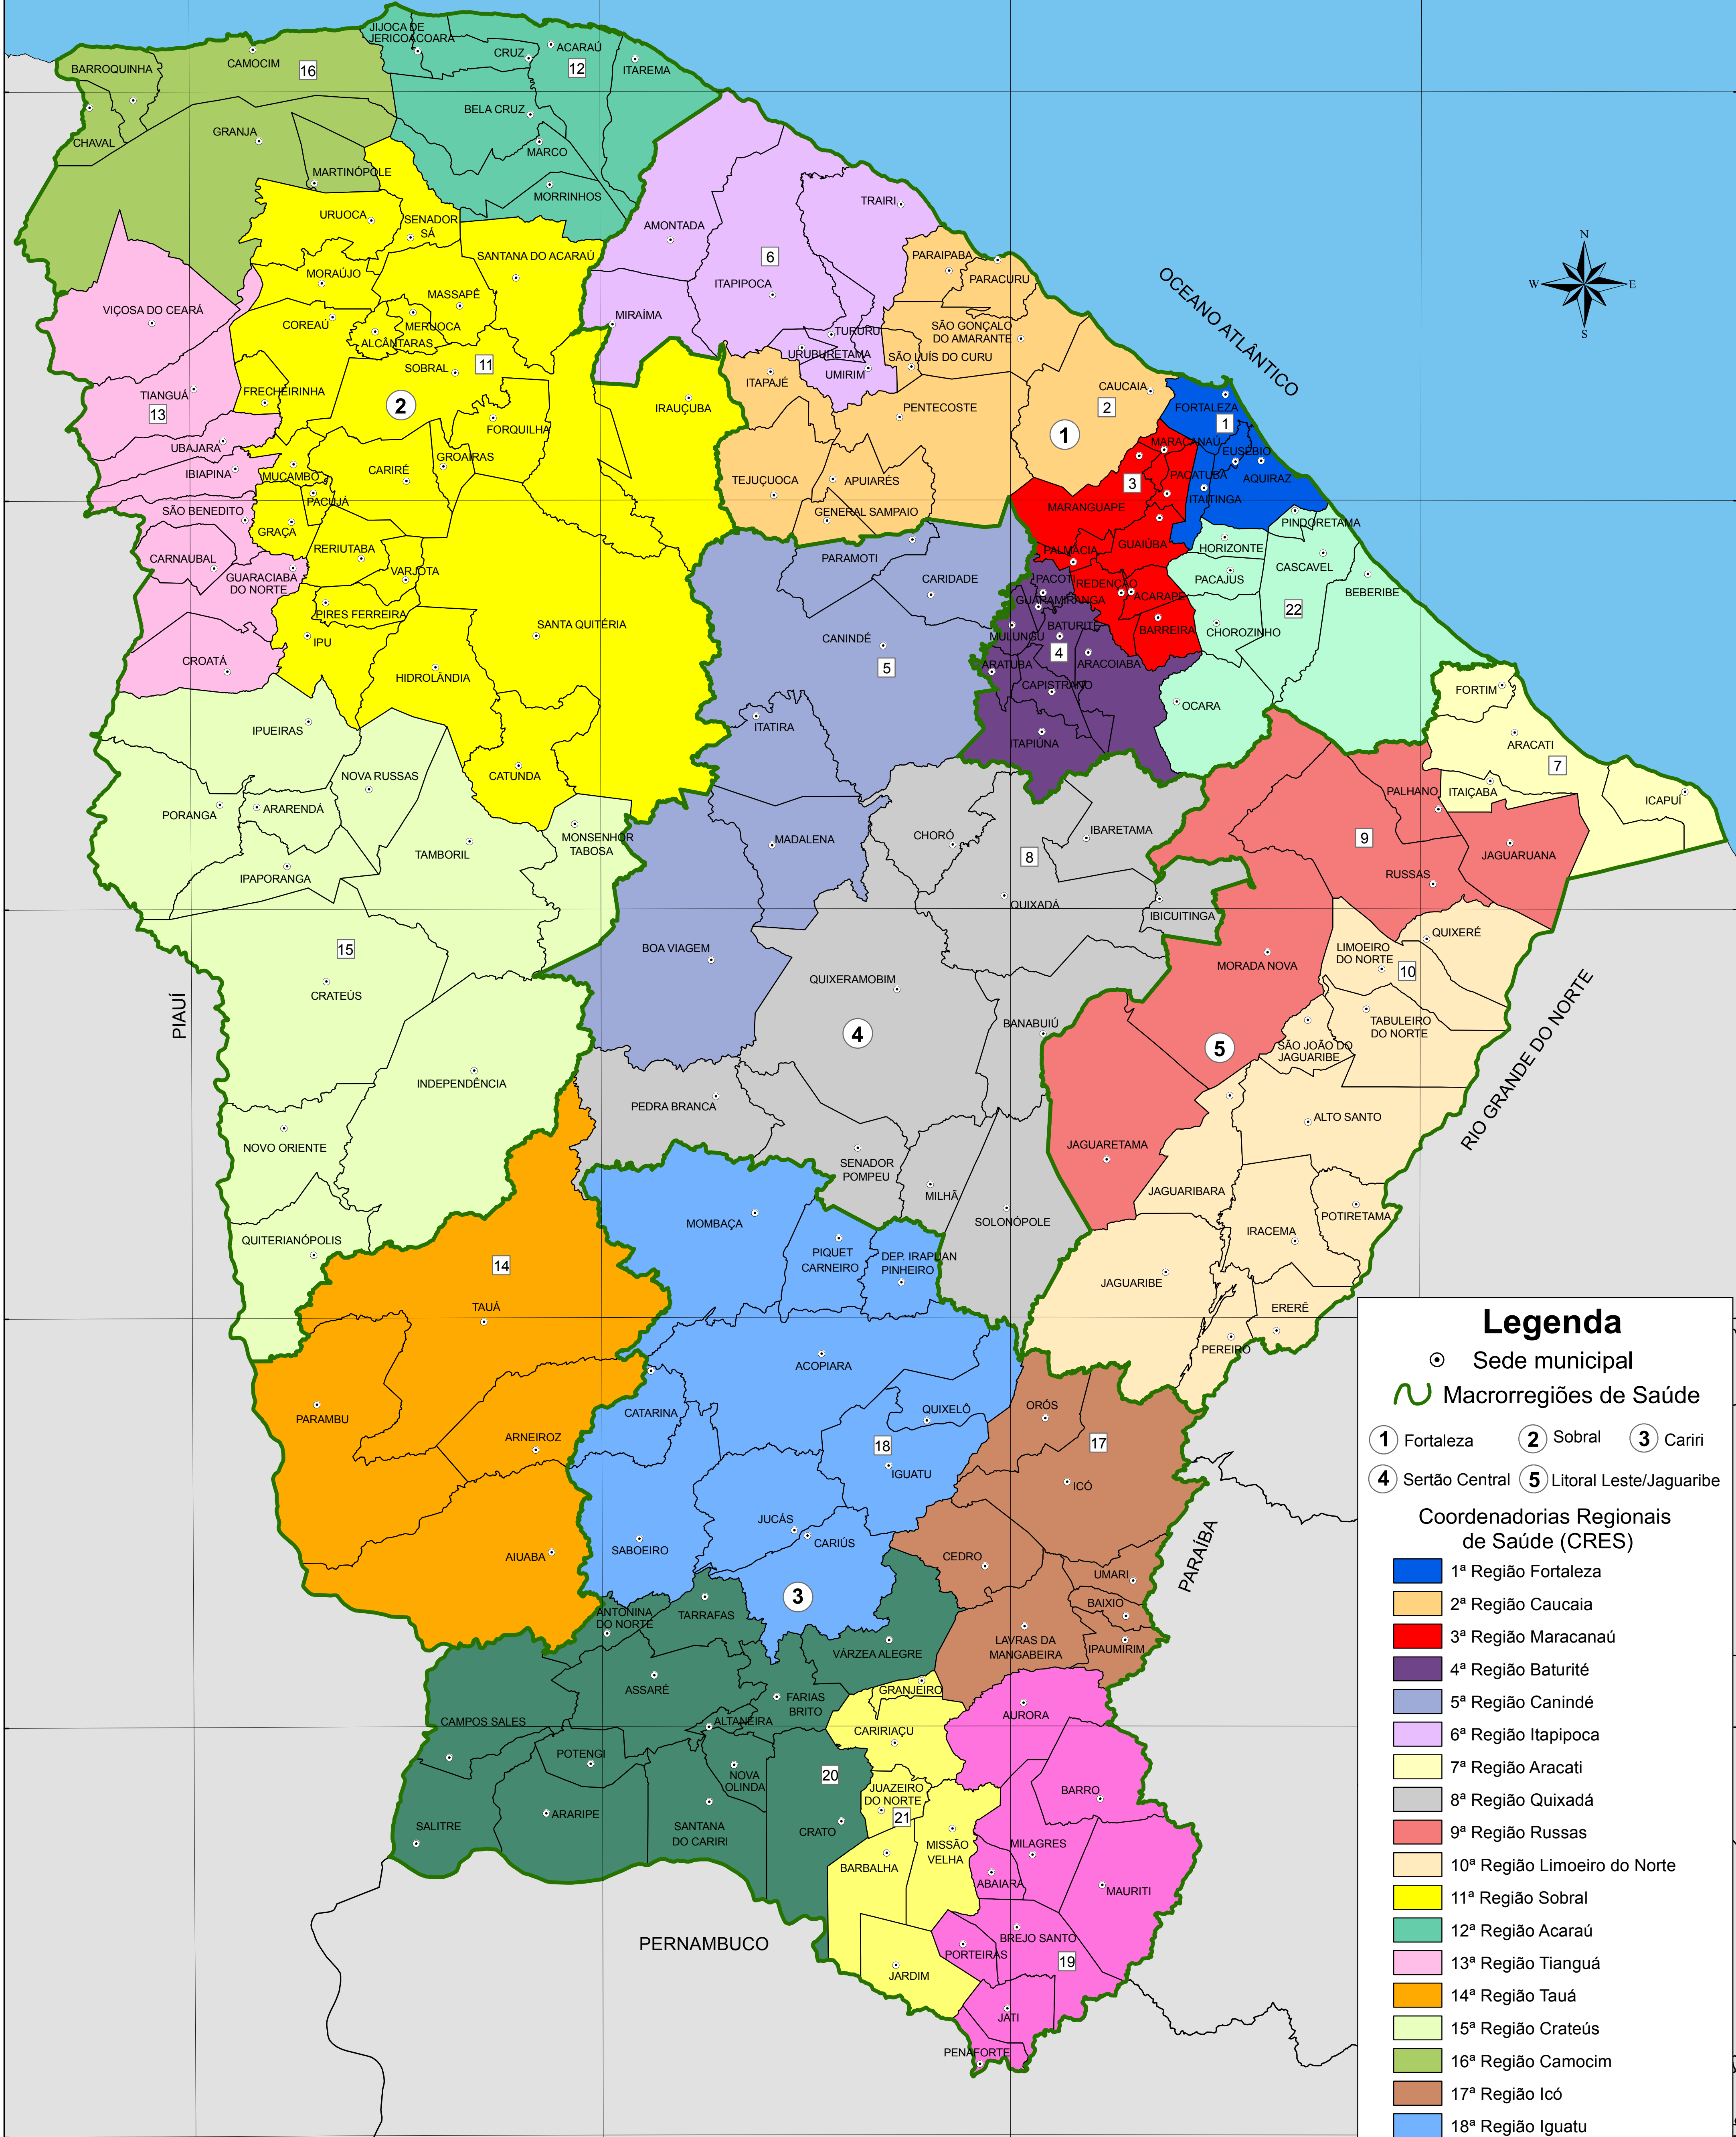 JIJOCA DE
JERICOACOARA
CRUZ
ACARAÚ
12
ITAREMA
BARROQUINHA
CAMOCIM
16
BELA CRUZ
CHAVAL
GRANJA
MARCO
MARTINÓPOLE
MORRINHOS
URUOCA
SENADOR
SÁ
AMONTADA
TRAIRI
N
W
E
S
SANTANA DO ACARAÚ
6
PARAIPABA
PARACURU
OCEANO ATLÂNTICO
MORAÚJO
MASSAPÊ
ITAPIPOCA
VIÇOSA DO CEARÁ
COREAÚ
MERUOCA
ALCÂNTARAS
MIRAÍMA
TURURU
SÃO GONÇALO
DO AMARANTE
URUBURETAMA
SÃO LUÍS DO CURU
UMIRIM
SOBRAL
11
2
TIANGUÁ
13
FRECHEIRINHA
IRAUÇUBA
ITAPAJÉ
PENTECOSTE
CAUCAIA
2
1
FORTALEZA
1
FORQUILHA
UBAJARA
IBIAPINA
MUCAMBO
CARIRÉ
GROAÍRAS
MARACANAÚ
EUSÉBIO
PACATUBA
AQUIRAZ
3
ITAITINGA
TEJUÇUOCA
APUIARÉS
PACUJÁ
SÃO BENEDITO
GRAÇA
GENERAL SAMPAIO
MARANGUAPE
PINDORETAMA
CARNAUBAL
RERIUTABA
VARJOTA
PARAMOTI
PALMÁCIA
GUAIÚBA
HORIZONTE
CASCAVEL
GUARACIABA
DO NORTE
CARIDADE
PACOTI
REDENÇÃO
PACAJUS
BEBERIBE
GUARAMIRANGA
ACARAPE
22
PIRES FERREIRA
SANTA QUITÉRIA
CANINDÉ
5
MULUNGU
BATURITÉ
4
BARREIRA
CHOROZINHO
IPU
CROATÁ
HIDROLÂNDIA
ARATUBA
ARACOIABA
CAPISTRANO
OCARA
FORTIM
IPUEIRAS
ITATIRA
ITAPIÚNA
ARACATI
7
NOVA RUSSAS
CATUNDA
PORANGA
ARARENDÁ
MONSENHOR
TABOSA
MADALENA
CHORÓ
IBARETAMA
8
9
PALHANO
ITAIÇABA
ICAPUÍ
TAMBORIL
IPAPORANGA
JAGUARUANA
RUSSAS
QUIXADÁ
IBICUITINGA
15
CRATEÚS
BOA VIAGEM
QUIXERAMOBIM
MORADA NOVA
LIMOEIRO
DO NORTE
QUIXERÉ
10
PIAUÍ
4
BANABUIÚ
5
TABULEIRO
DO NORTE
SÃO JOÃO DO
JAGUARIBE
RIO GRANDE DO NORTE
INDEPENDÊNCIA
PEDRA BRANCA
ALTO SANTO
NOVO ORIENTE
SENADOR
POMPEU
MILHÃ
JAGUARETAMA
JAGUARIBARA
QUITERIANÓPOLIS
MOMBAÇA
SOLONÓPOLE
IRACEMA
POTIRETAMA
14
TAUÁ
PIQUET
CARNEIRO
DEP. IRAPUAN
PINHEIRO
JAGUARIBE
ERERÊ
PEREIRO
ACOPIARA
PARAMBU
ARNEIROZ
CATARINA
QUIXELÔ
18
IGUATU
ORÓS
17
ICÓ
JUCÁS
CARIÚS
SABOEIRO
AIUABA
3
CEDRO
UMARI
BAIXIO
PARAÍBA
ANTONINA
DO NORTE
TARRAFAS
VÁRZEA ALEGRE
LAVRAS DA
MANGABEIRA
IPAUMIRIM
ASSARÉ
FARIAS
BRITO
GRANJEIRO
CAMPOS SALES
ALTANEIRA
CARIRIAÇU
AURORA
POTENGI
NOVA
OLINDA
20
JUAZEIRO
DO NORTE
21
BARRO
SALITRE
ARARIPE
SANTANA
DO CARIRI
CRATO
MISSÃO
VELHA
BARBALHA
MILAGRES
ABAIARA
MAURITI
PERNAMBUCO
JARDIM
PORTEIRAS
BREJO SANTO
19
JATI
PENAFORTE
Legenda
Sede municipal
Macrorregiões de Saúde
1 Fortaleza 2 Sobral 3 Cariri
4 Sertão Central 5 Litoral Leste/Jaguaribe
Coordenadorias Regionais
de Saúde (CRES)
1ª Região Fortaleza
2ª Região Caucaia
3ª Região Maracanaú
4ª Região Baturité
5ª Região Canindé
6ª Região Itapipoca
7ª Região Aracati
8ª Região Quixadá
9ª Região Russas
10ª Região Limoeiro do Norte
11ª Região Sobral
12ª Região Acaraú
13ª Região Tianguá
14ª Região Tauá
15ª Região Crateús
16ª Região Camocim
17ª Região Icó
18ª Região Iguatu